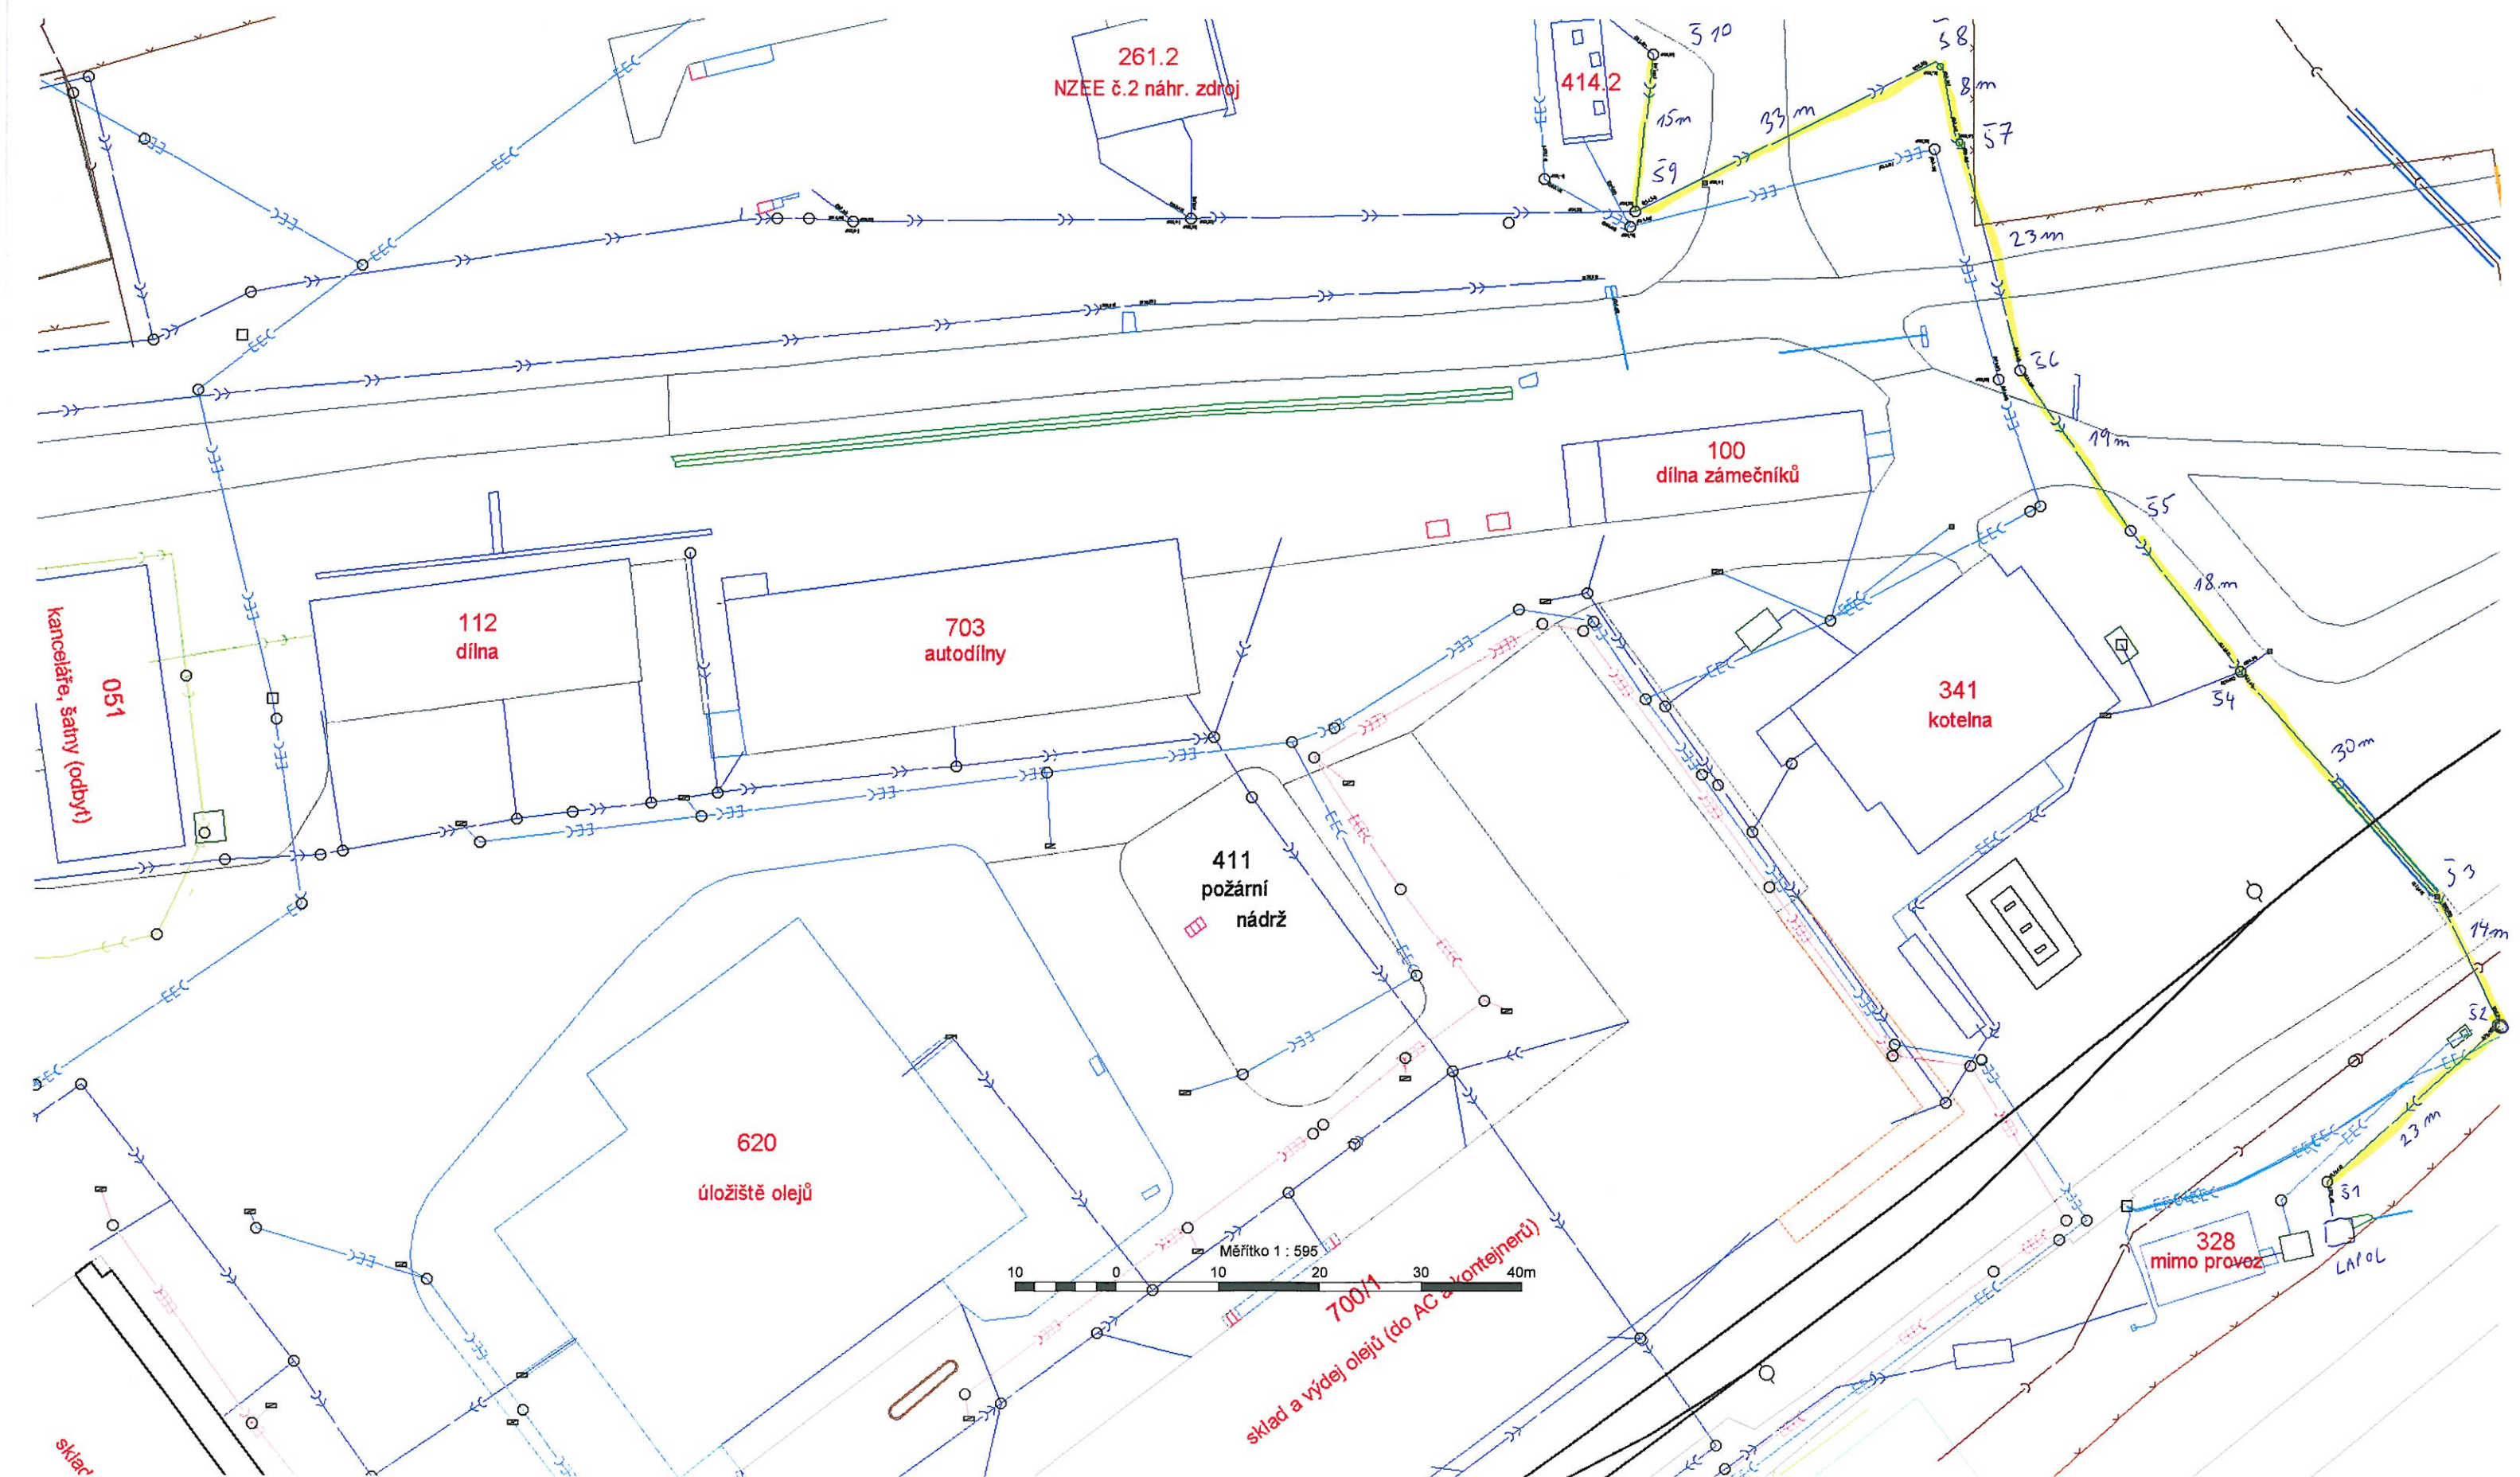 261.2
NZEE č.2 náhr. zdroj
414.2
Š10
15m
Š9
33 m
Š8
8m
Š7
23m
Š6
19m
Š5
18m
Š4
30m
Š3
14m
Š2
23 m
Š1
LAPOL
100
dílna zámečníků
112
dílna
703
autodílny
051
kanceláře, šatny (odbyt)
341
kotelna
411
požární
nádrž
620
úložiště olejů
328
mimo provoz
Měřítko 1 : 595
10 0 10 20 30 40m
700/1
sklad a výdej olejů (do AC a kontejnerů)
sklad